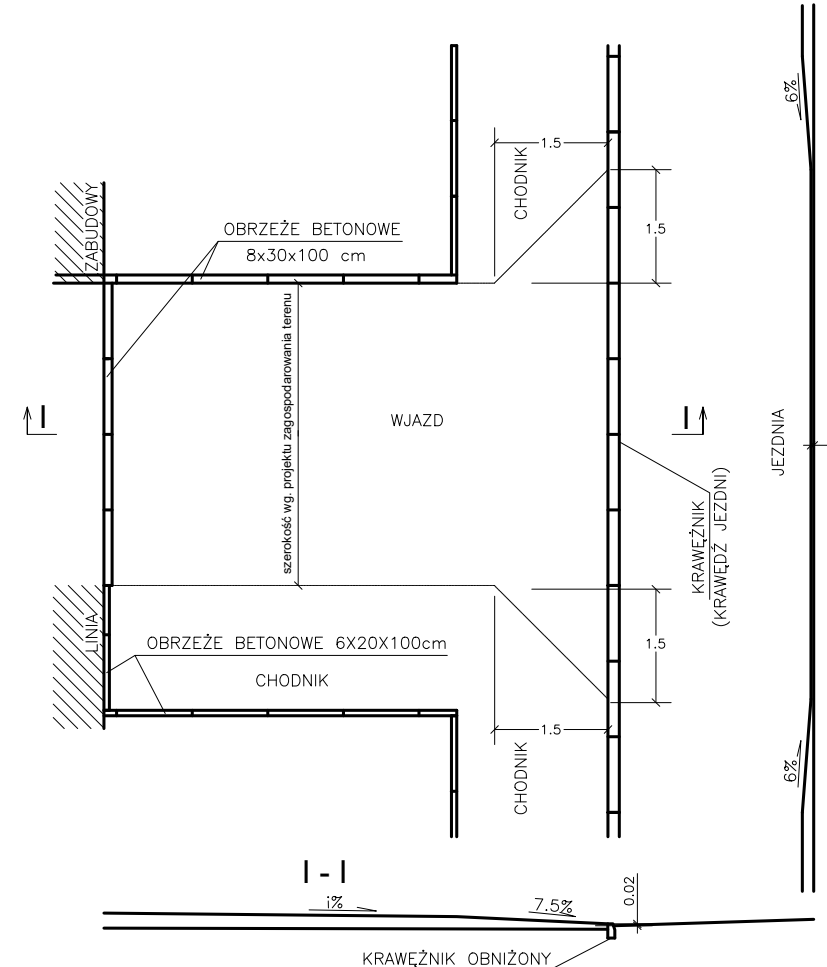 6%
1.5
CHODNIK
ZABUDOWY
OBRZEŻE BETONOWE
8x30x100 cm
1.5
szerokość wg. projektu zagospodarowania terenu
I
WJAZD
I
JEZDNIA
KRAWĘŻNIK
(KRAWĘDŹ JEZDNI)
LINIA
OBRZEŻE BETONOWE 6X20X100cm
CHODNIK
1.5
1.5
CHODNIK
6%
I - I
i%
7.5%
0.02
KRAWĘŻNIK OBNIŻONY